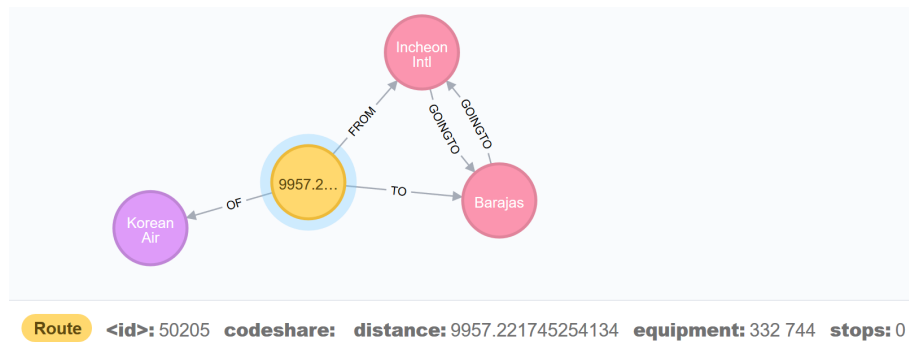 Incheon
Intl
FROM
GOINGTO
GOINGTO
9957.2…
TO
Barajas
OF
Korean
Air
Route <id>: 50205 codeshare: distance: 9957.221745254134 equipment: 332 744 stops: 0